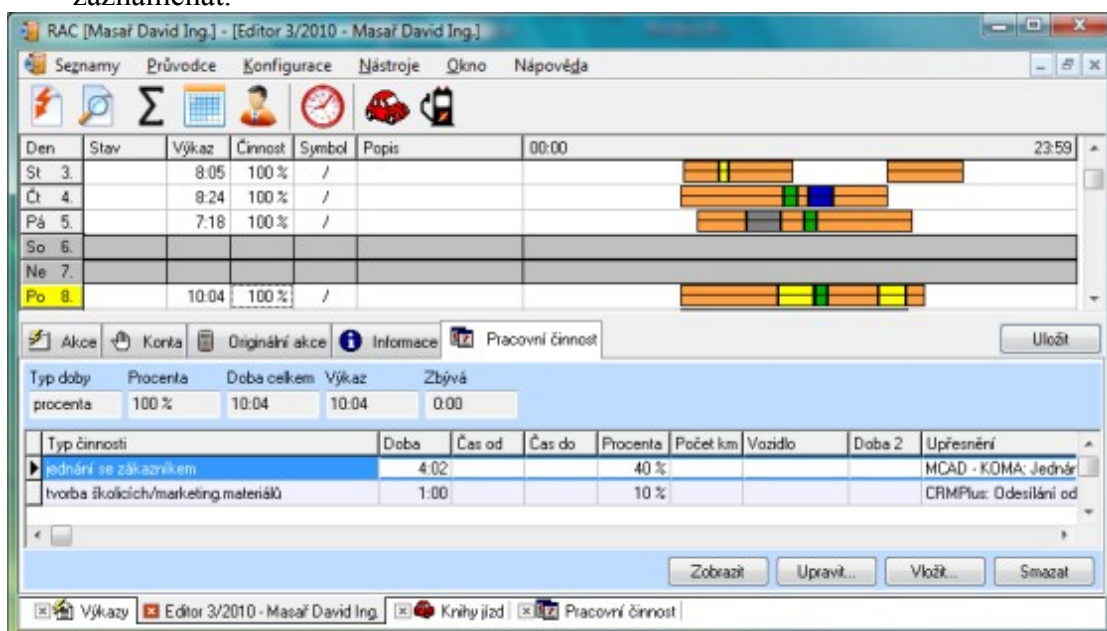 zaznamenat.
RAC [Masař David Ing.] - [Editor 3/2010 - Masař David Ing.]
Seznamy Průvodce Konfigurace Nástroje Okno Nápověda
Den Stav Výkaz Činnost Symbol Popis 00:00 23:59
St 3. 8:05 100 % /
Čt 4. 8:24 100 % /
Pá 5. 7:18 100 % /
So 6.
Ne 7.
Po 8. 10:04 100 % /
Akce Konta Originální akce Informace Pracovní činnost Uložit
Typ doby Procenta Doba celkem Výkaz Zbývá
procenta 100 % 10:04 10:04 0:00
Typ činnosti Doba Čas od Čas do Procenta Počet km Vozidlo Doba 2 Upřesnění
jednání se zákazníkem 4:02 40 % MCAD - KOMA: Jednár
tvorba školicích/marketing.materiálů 1:00 10 % CRMPlus: Odesílání od
Zobrazit Upravit... Vložit... Smazat
Výkazy Editor 3/2010 - Masař David Ing. Knihy jízd Pracovní činnost